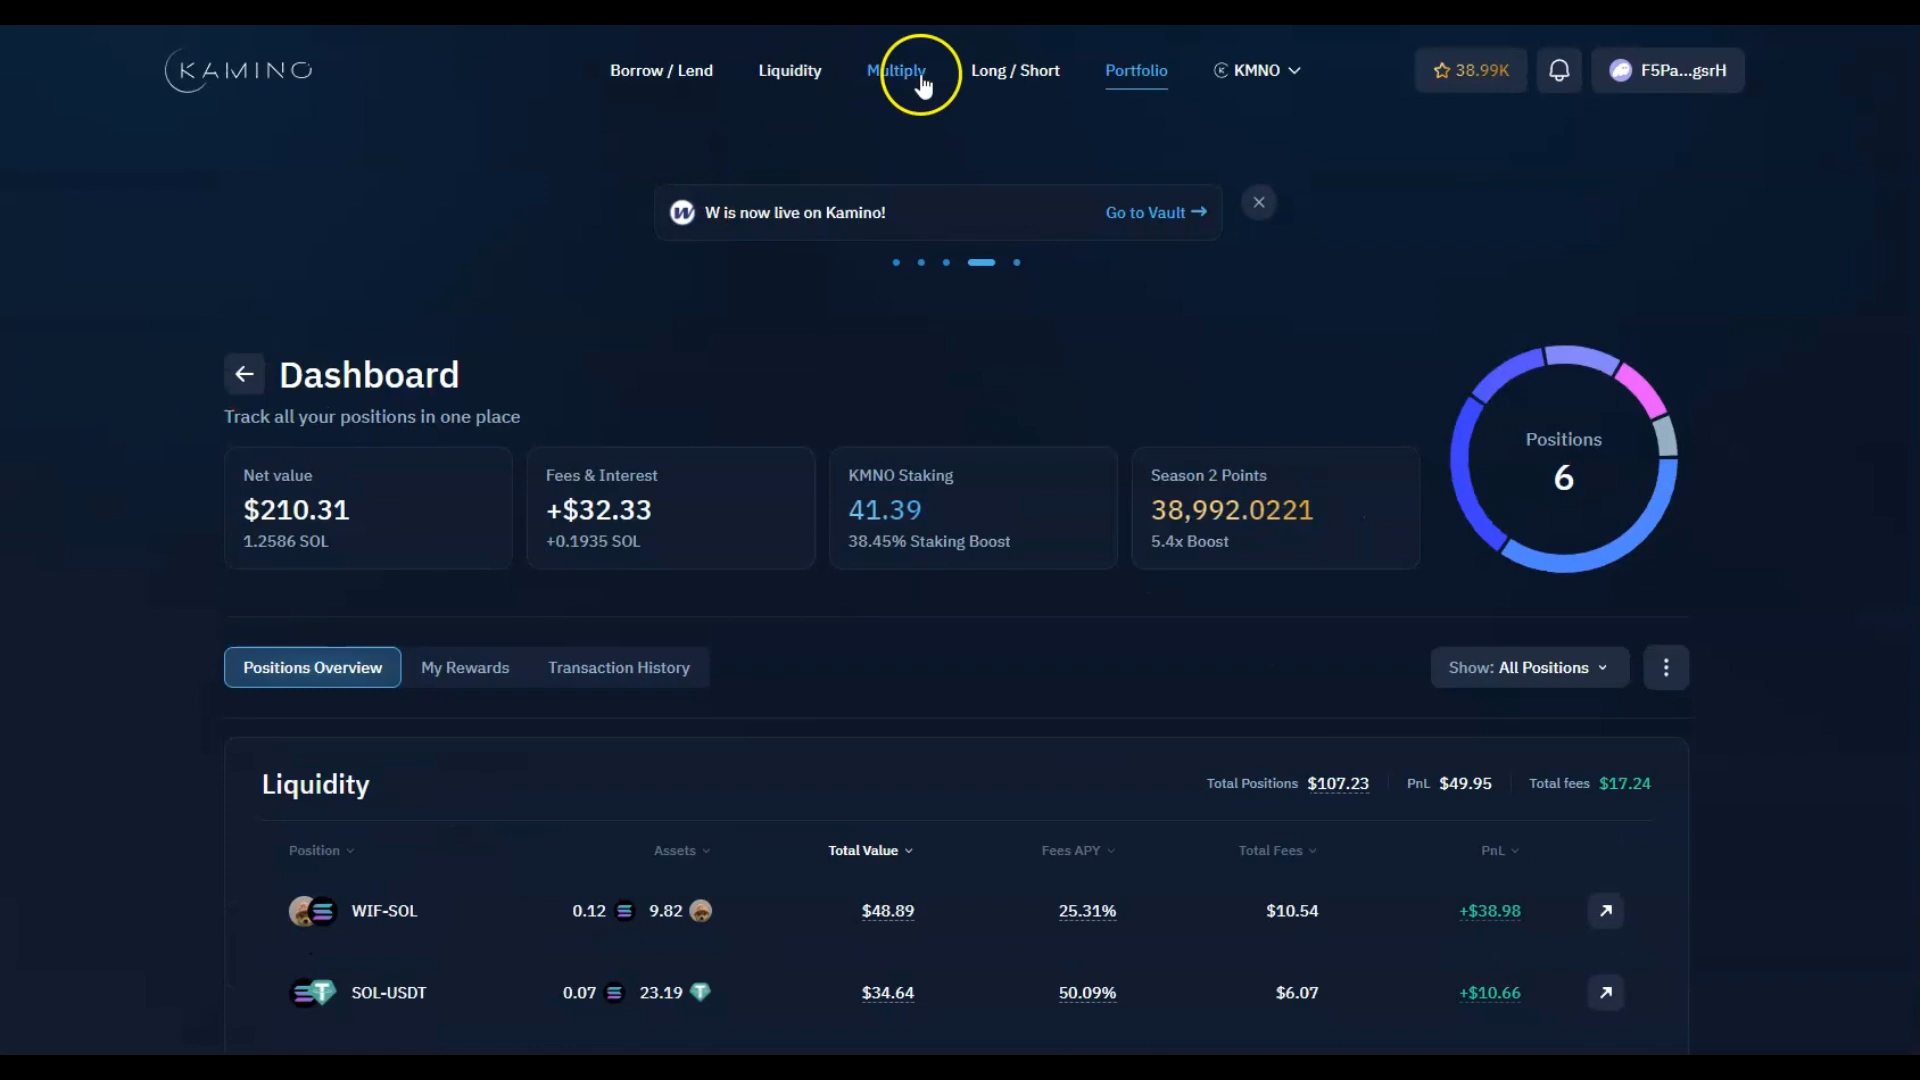 KAMINO
Borrow / Lend Liquidity Multiply Long / Short Portfolio KMNO 38.99K F5Pa...gsrH
W is now live on Kamino! Go to Vault →
Dashboard
Track all your positions in one place
Net value
$210.31
1.2586 SOL
Fees & Interest
+$32.33
+0.1935 SOL
KMNO Staking
41.39
38.45% Staking Boost
Season 2 Points
38,992.0221
5.4x Boost
Positions
6
Positions Overview My Rewards Transaction History Show: All Positions
Liquidity Total Positions $107.23 PnL $49.95 Total fees $17.24
Position Assets Total Value Fees APY Total Fees PnL
WIF-SOL 0.12 9.82 $48.89 25.31% $10.54 +$38.98
SOL-USDT 0.07 23.19 $34.64 50.09% $6.07 +$10.66